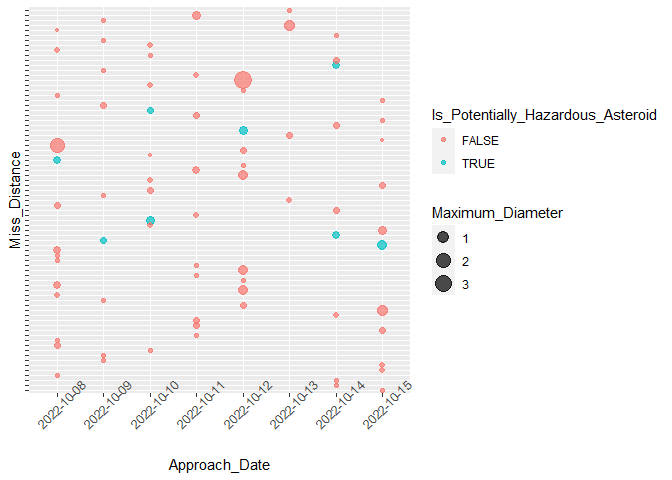 Miss_Distance
2022-10-08
2022-10-09
2022-10-10
2022-10-11
2022-10-12
2022-10-13
2022-10-14
2022-10-15
Approach_Date
Is_Potentially_Hazardous_Asteroid
FALSE
TRUE
Maximum_Diameter
1
2
3